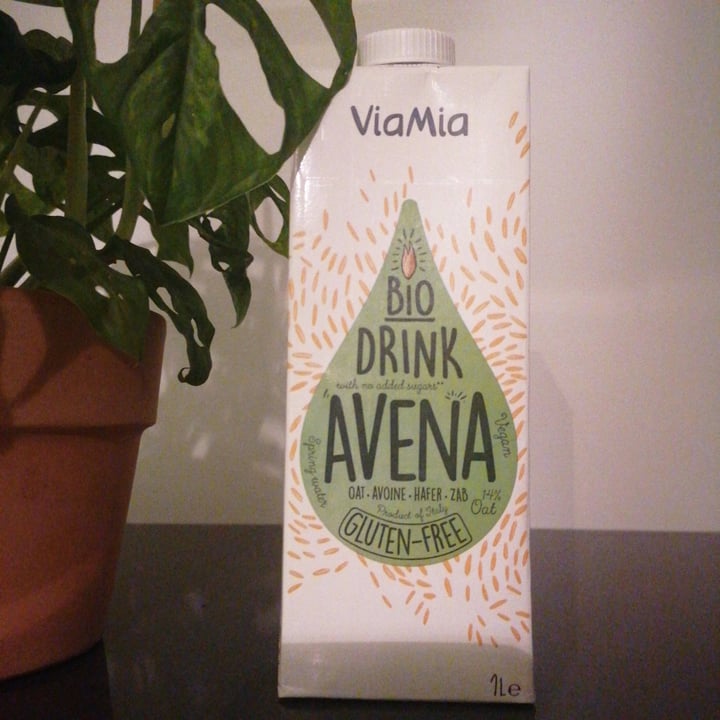 ViaMia
BIO
DRINK
with no added sugars**
"AVENA
Vegan
Spring water
OAT · AVOINE · HAFER · ZAB
14%
Oat
Product of Italy
GLUTEN-FREE
1L e